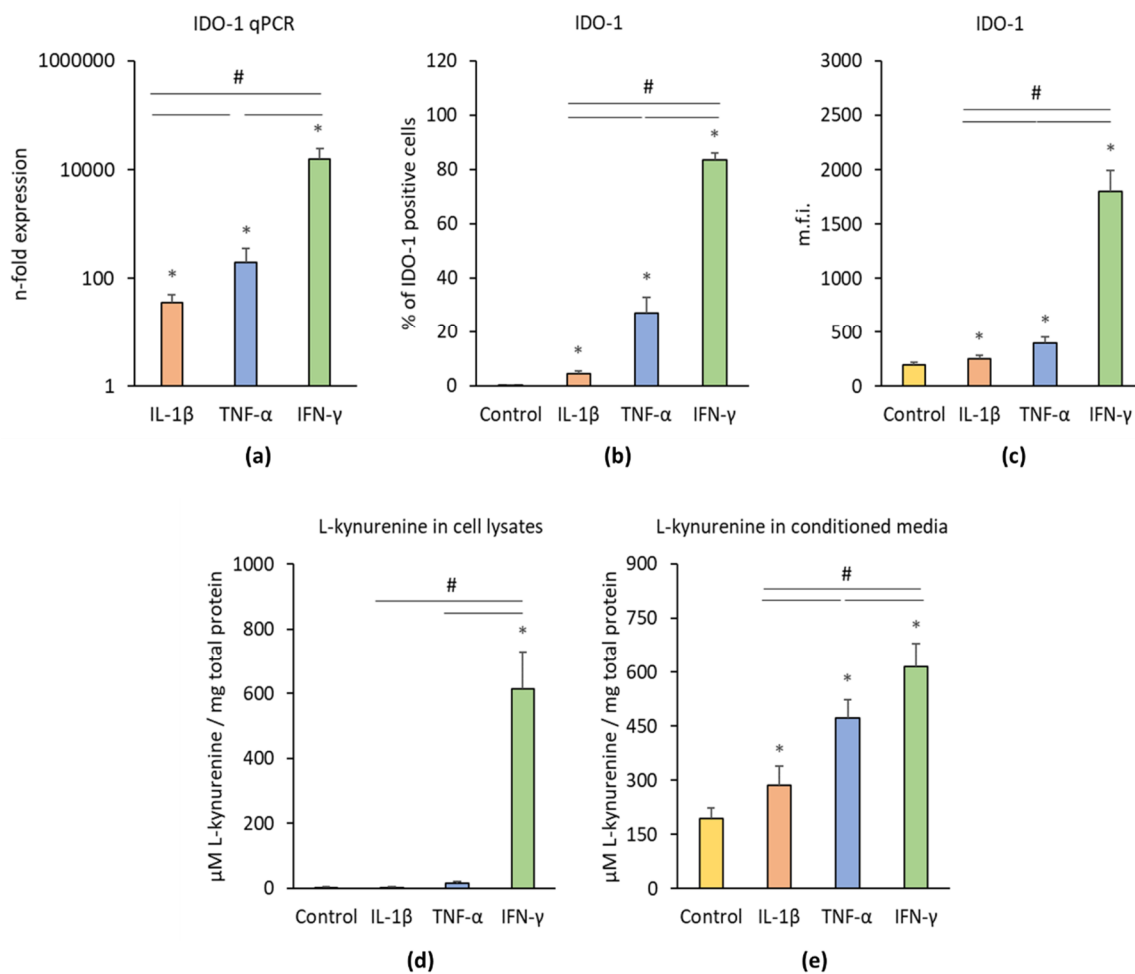 IDO-1 qPCR
n-fold expression
1000000
10000
100
1
#
*
*
*
IL-1β TNF-α IFN-γ
(a)
IDO-1
% of IDO-1 positive cells
120
100
80
60
40
20
0
#
*
*
*
Control IL-1β TNF-α IFN-γ
(b)
IDO-1
m.f.i.
3000
2500
2000
1500
1000
500
0
#
*
*
*
Control IL-1β TNF-α IFN-γ
(c)
L-kynurenine in cell lysates
µM L-kynurenine / mg total protein
1000
800
600
400
200
0
#
*
Control IL-1β TNF-α IFN-γ
(d)
L-kynurenine in conditioned media
µM L-kynurenine / mg total protein
900
750
600
450
300
150
0
#
*
*
*
Control IL-1β TNF-α IFN-γ
(e)